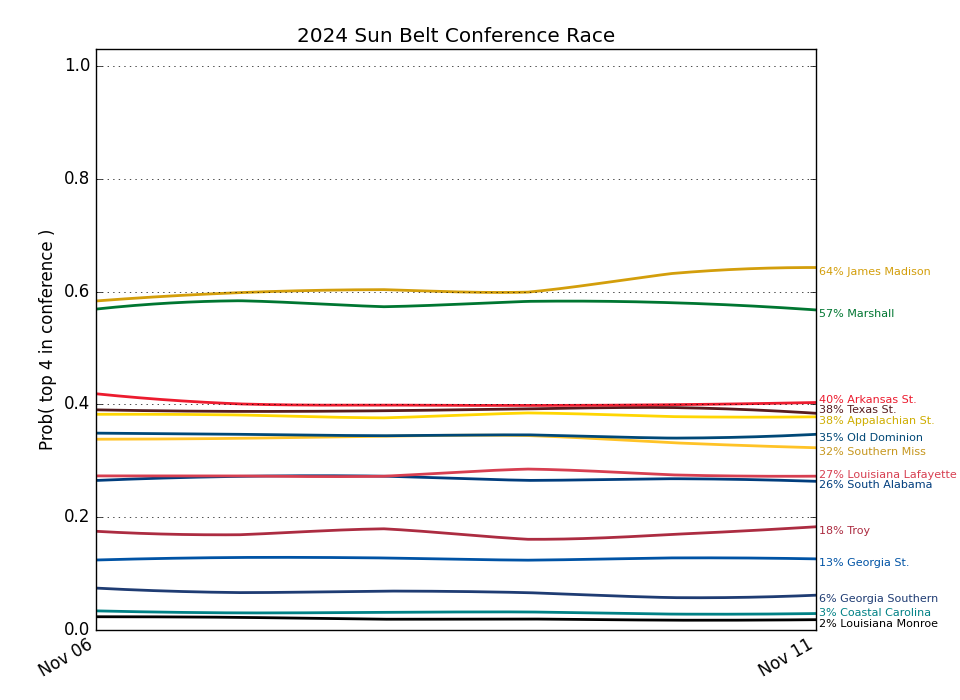 2024 Sun Belt Conference Race
Prob( top 4 in conference )
1.0
0.8
0.6
0.4
0.2
0.0
Nov 06
Nov 11
64% James Madison
57% Marshall
40% Arkansas St.
38% Texas St.
38% Appalachian St.
35% Old Dominion
32% Southern Miss
27% Louisiana Lafayette
26% South Alabama
18% Troy
13% Georgia St.
6% Georgia Southern
3% Coastal Carolina
2% Louisiana Monroe